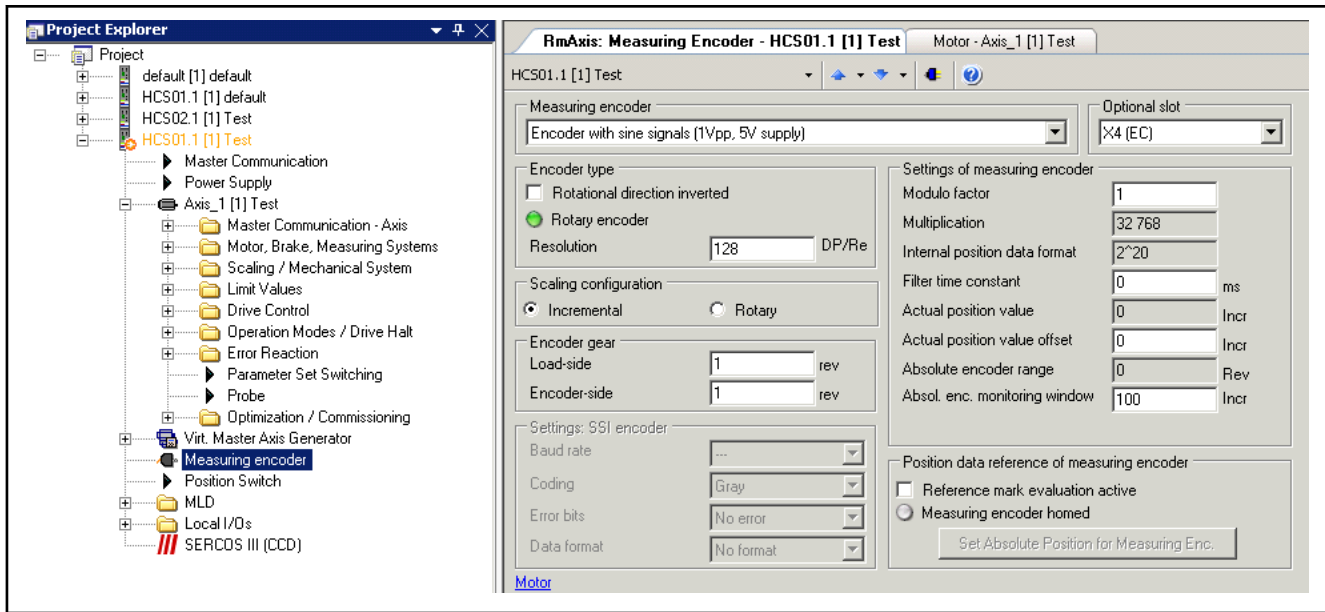 Project Explorer
Project
default [1] default
HCS01.1 [1] default
HCS02.1 [1] Test
HCS01.1 [1] Test
Master Communication
Power Supply
Axis_1 [1] Test
Master Communication - Axis
Motor, Brake, Measuring Systems
Scaling / Mechanical System
Limit Values
Drive Control
Operation Modes / Drive Halt
Error Reaction
Parameter Set Switching
Probe
Optimization / Commissioning
Virt. Master Axis Generator
Measuring encoder
Position Switch
MLD
Local I/Os
SERCOS III (CCD)
RmAxis: Measuring Encoder - HCS01.1 [1] Test
Motor - Axis_1 [1] Test
HCS01.1 [1] Test
Measuring encoder
Encoder with sine signals (1Vpp, 5V supply)
Optional slot
X4 (EC)
Encoder type
Rotational direction inverted
Rotary encoder
Resolution 128 DP/Re
Scaling configuration
Incremental Rotary
Encoder gear
Load-side 1 rev
Encoder-side 1 rev
Settings: SSI encoder
Baud rate ---
Coding Gray
Error bits No error
Data format No format
Motor
Settings of measuring encoder
Modulo factor 1
Multiplication 32 768
Internal position data format 2^20
Filter time constant 0 ms
Actual position value 0 Incr
Actual position value offset 0 Incr
Absolute encoder range 0 Rev
Absol. enc. monitoring window 100 Incr
Position data reference of measuring encoder
Reference mark evaluation active
Measuring encoder homed
Set Absolute Position for Measuring Enc.